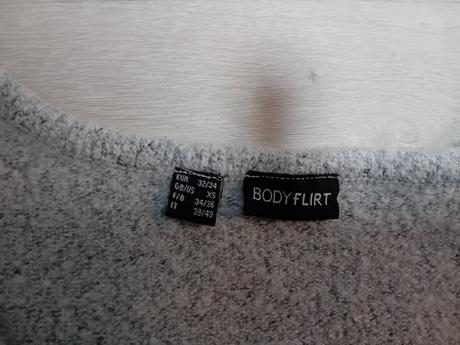 EUR 32/34
GB/US XS
F/B 34/36
IT 38/40
BODYFLIRT